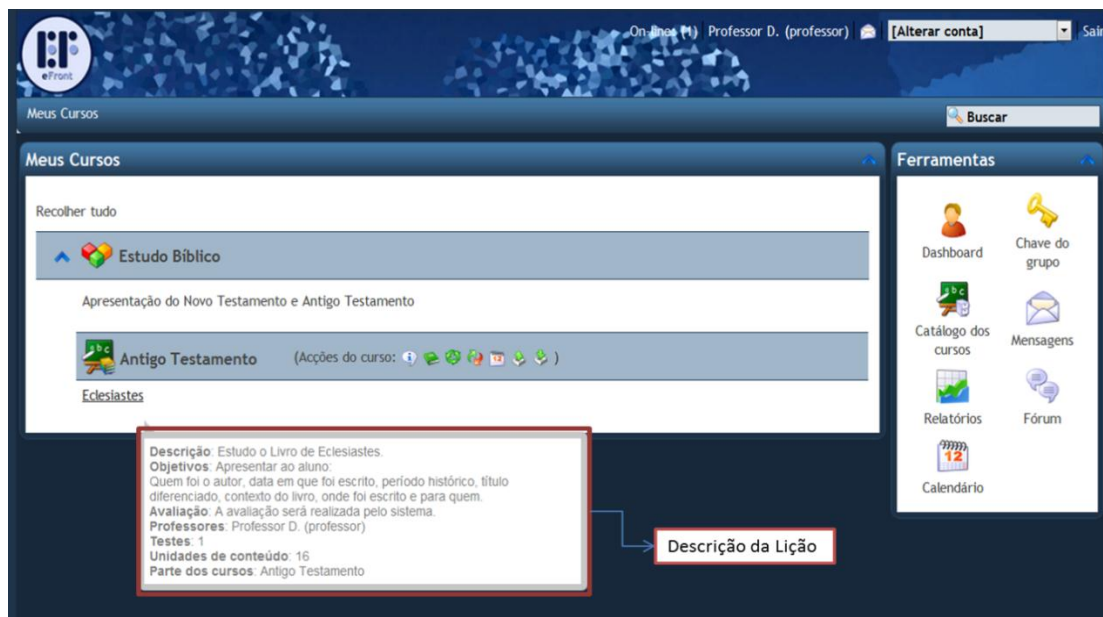 On-lines (1) Professor D. (professor) [Alterar conta] Sair
eFront
Meus Cursos
Buscar
Meus Cursos
Recolher tudo
Estudo Bíblico
Apresentação do Novo Testamento e Antigo Testamento
Antigo Testamento (Acções do curso: )
Eclesiastes
Descrição: Estudo o Livro de Eclesiastes.
Objetivos: Apresentar ao aluno:
Quem foi o autor, data em que foi escrito, período histórico, título
diferenciado, contexto do livro, onde foi escrito e para quem.
Avaliação: A avaliação será realizada pelo sistema.
Professores: Professor D. (professor)
Testes: 1
Unidades de conteúdo: 16
Parte dos cursos: Antigo Testamento
Descrição da Lição
Ferramentas
Dashboard
Chave do
grupo
Catálogo dos
cursos
Mensagens
Relatórios
Fórum
12
Calendário